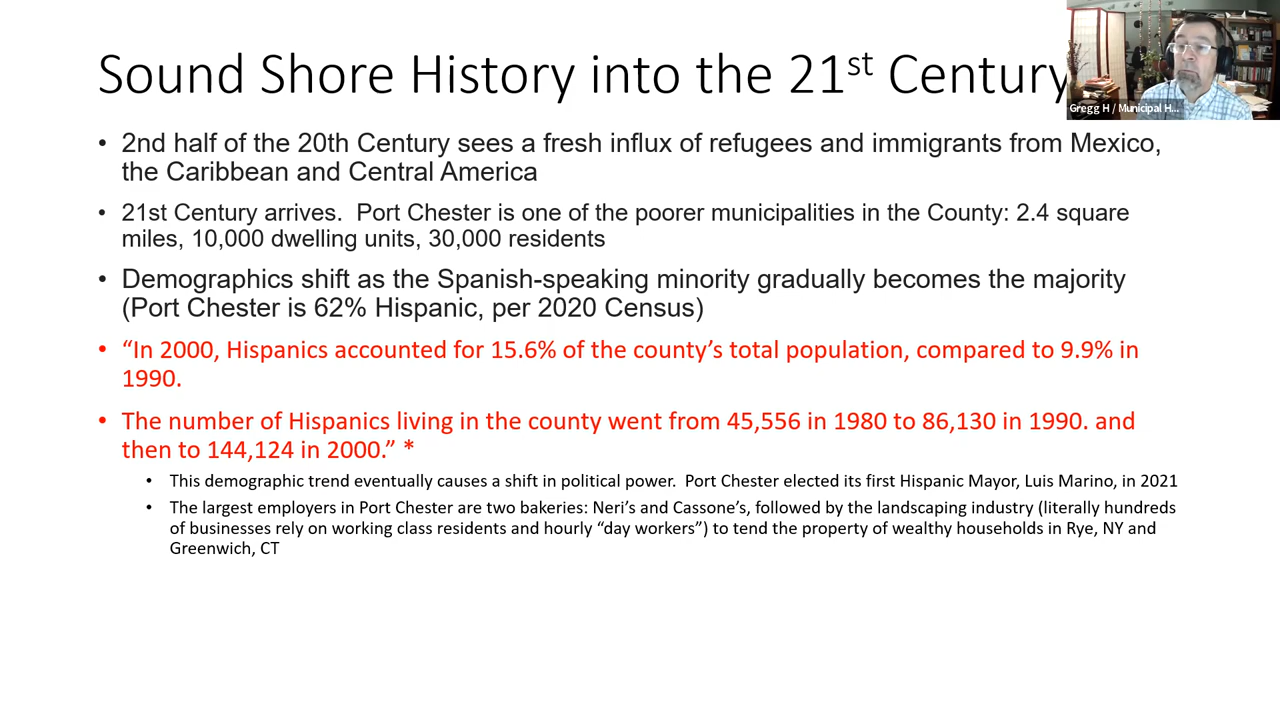 Sound Shore History into the 21st Century
Gregg H / Municipal H...
• 2nd half of the 20th Century sees a fresh influx of refugees and immigrants from Mexico,
the Caribbean and Central America
• 21st Century arrives.  Port Chester is one of the poorer municipalities in the County: 2.4 square
miles, 10,000 dwelling units, 30,000 residents
• Demographics shift as the Spanish-speaking minority gradually becomes the majority
(Port Chester is 62% Hispanic, per 2020 Census)
• “In 2000, Hispanics accounted for 15.6% of the county’s total population, compared to 9.9% in
1990.
• The number of Hispanics living in the county went from 45,556 in 1980 to 86,130 in 1990. and
then to 144,124 in 2000.” *
• This demographic trend eventually causes a shift in political power.  Port Chester elected its first Hispanic Mayor, Luis Marino, in 2021
• The largest employers in Port Chester are two bakeries: Neri’s and Cassone’s, followed by the landscaping industry (literally hundreds
of businesses rely on working class residents and hourly “day workers”) to tend the property of wealthy households in Rye, NY and
Greenwich, CT